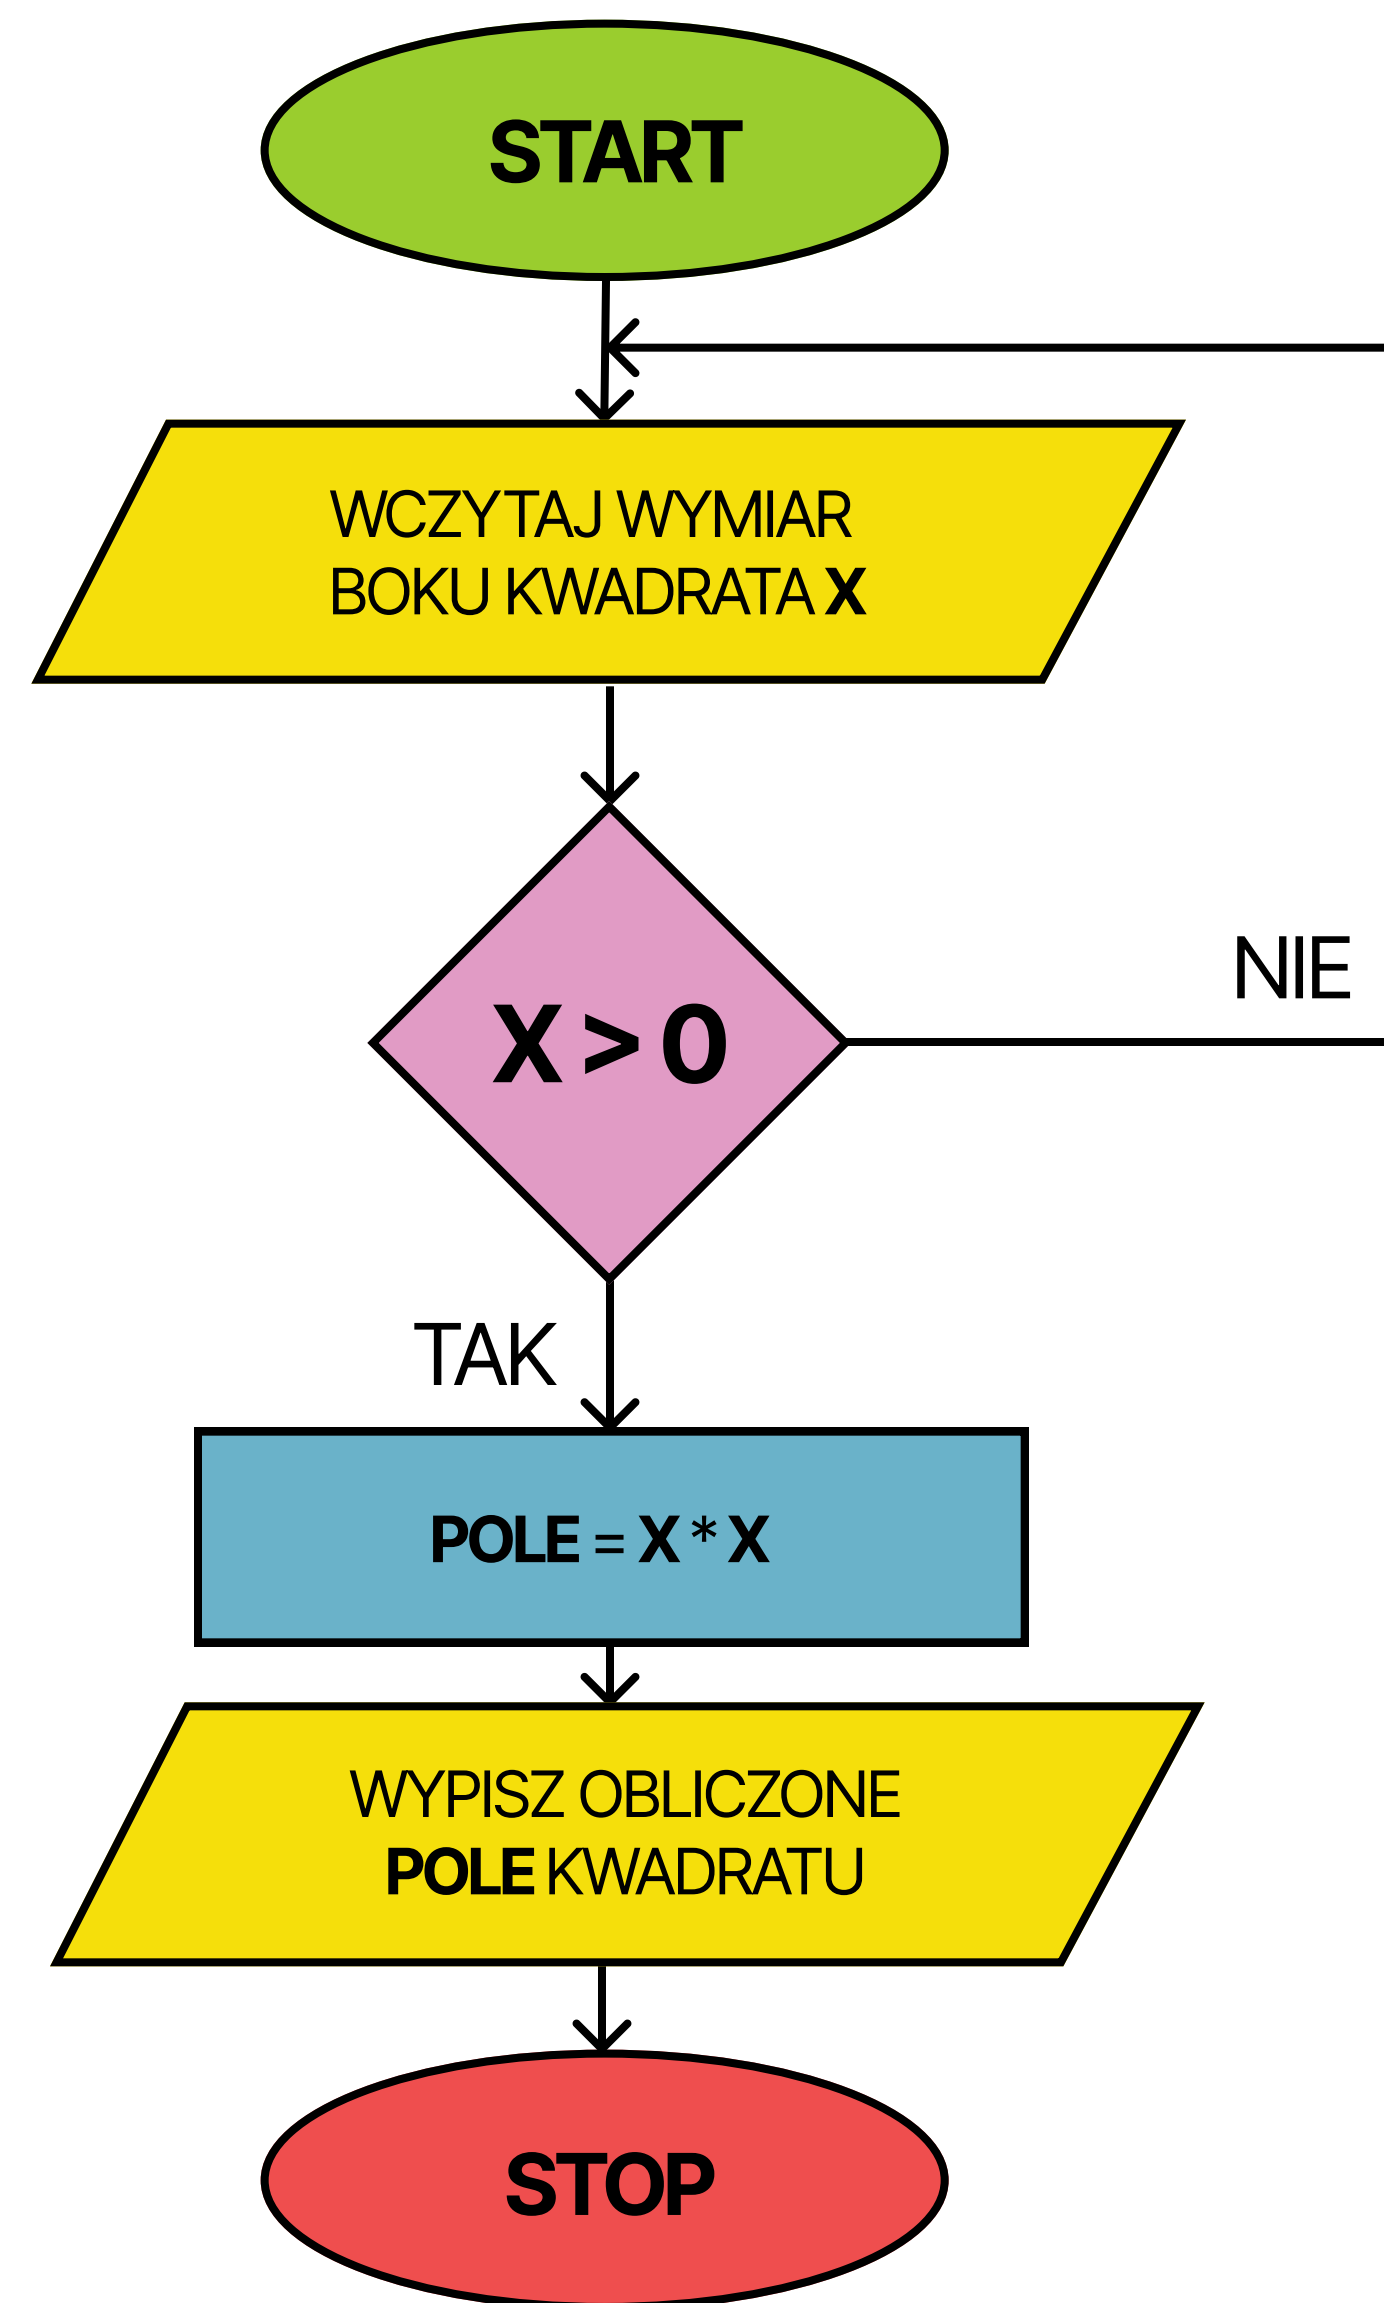 START
WCZYTAJ WYMIAR
BOKU KWADRATA X
X > 0
NIE
TAK
POLE = X * X
WYPISZ OBLICZONE
POLE KWADRATU
STOP